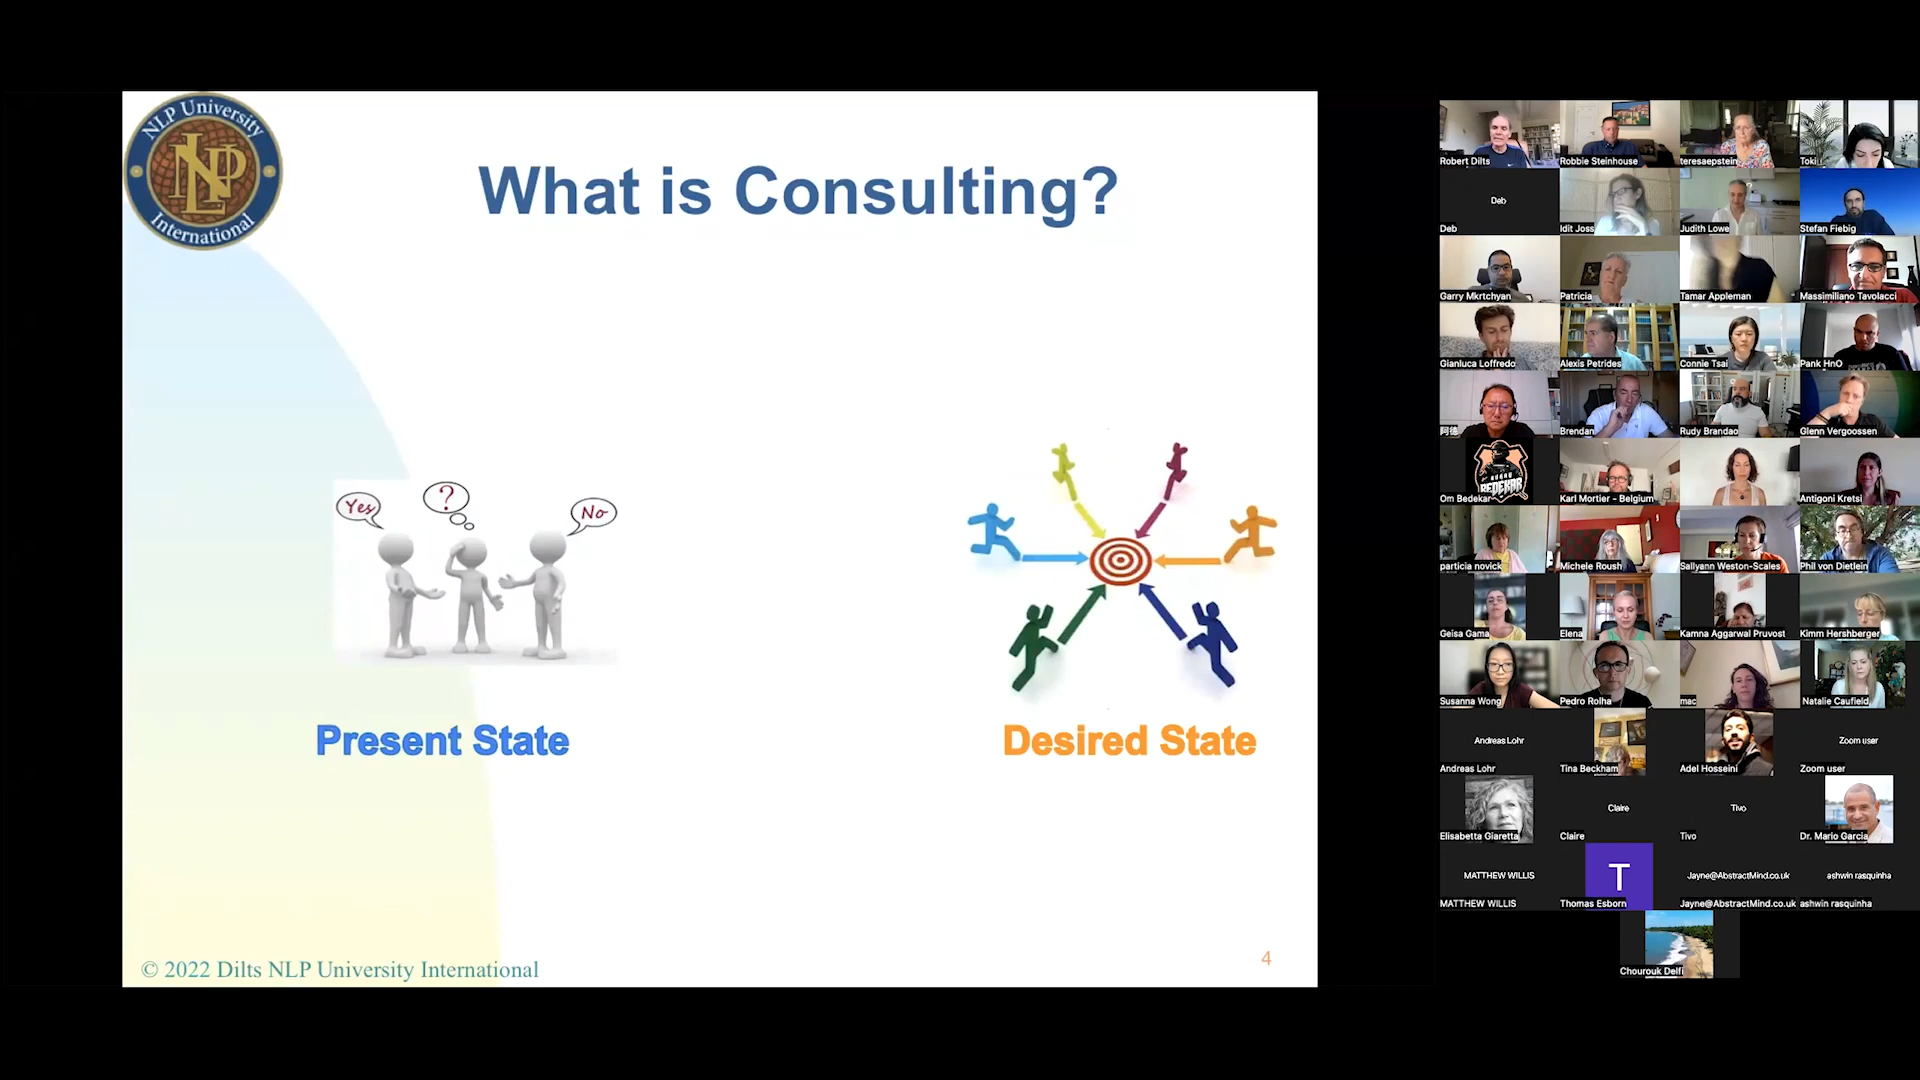 NLP University
NLP
International
What is Consulting?
Yes
?
No
Present State
Desired State
© 2022 Dilts NLP University International
4
Robert Dilts
Robbie Steinhouse
teresaepstein
Toki
Deb
Deb
Idit Joss
Judith Lowe
Stefan Fiebig
Garry Mkrtchyan
Patricia
Tamar Appleman
Massimiliano Tavolacci
Gianluca Loffredo
Alexis Petrides
Connie Tsai
Pank HnO
阿德
Brendan
Rudy Brandao
Glenn Vergoossen
REDEKAR
Om Bedekar
Karl Mortier - Belgium
Antigoni Kretsi
particia novick
Michele Roush
Sallyann Weston-Scales
Phil von Dietlein
Geisa Gama
Elena
Kamna Aggarwal Pruvost
Kimm Hershberger
Susanna Wong
Pedro Rolha
mac
Natalie Caufield
Andreas Lohr
Andreas Lohr
Tina Beckham
Adel Hosseini
Zoom user
Zoom user
Elisabetta Giaretta
Claire
Claire
Tivo
Tivo
Dr. Mario Garcia
MATTHEW WILLIS
MATTHEW WILLIS
T
Thomas Esborn
Jayne@AbstractMind.co.uk
Jayne@AbstractMind.co.uk
ashwin rasquinha
ashwin rasquinha
Chourouk Delfi